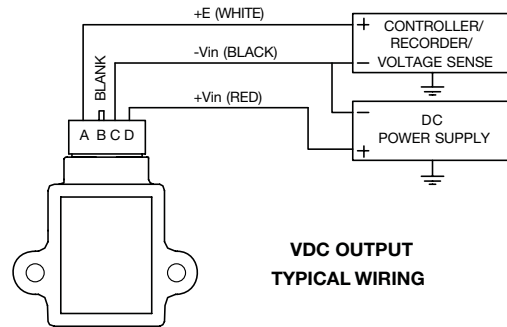 +E (WHITE)
-Vin (BLACK)
+Vin (RED)
BLANK
A B C D
+
−
CONTROLLER/
RECORDER/
VOLTAGE SENSE
−
+
DC
POWER SUPPLY
VDC OUTPUT
TYPICAL WIRING